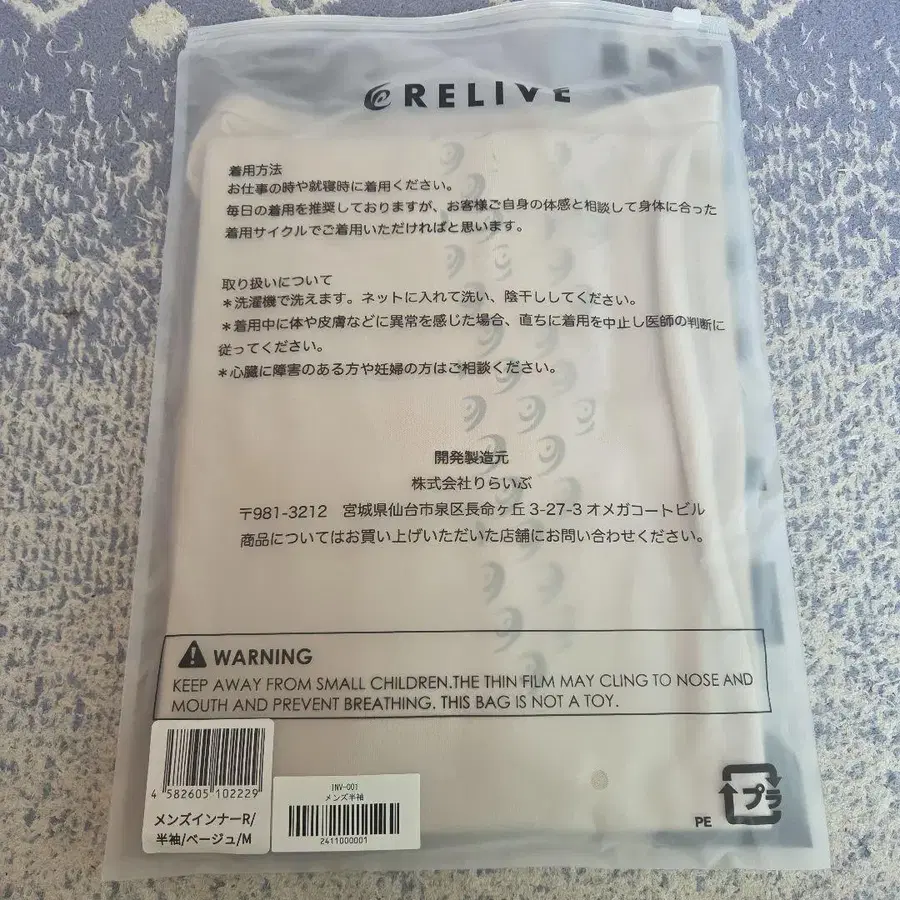 RELIVE
着用方法
お仕事の時や就寝時に着用ください。
毎日の着用を推奨しておりますが、お客様ご自身の体感と相談して身体に合った
着用サイクルでご着用いただければと思います。
取り扱いについて
＊洗濯機で洗えます。ネットに入れて洗い、陰干ししてください。
＊着用中に体や皮膚などに異常を感じた場合、直ちに着用を中止し医師の判断に
従ってください。
＊心臓に障害のある方や妊婦の方はご相談ください。
開発製造元
株式会社りらいぶ
〒981-3212 宮城県仙台市泉区長命ヶ丘 3-27-3 オメガコートビル
商品についてはお買い上げいただいた店舗にお問い合わせください。
WARNING
KEEP AWAY FROM SMALL CHILDREN.THE THIN FILM MAY CLING TO NOSE AND
MOUTH AND PREVENT BREATHING. THIS BAG IS NOT A TOY.
4 582605 102229
メンズインナーR/
半袖/ベージュ/M
INV-001
メンズ半袖
2411000001
PE
プラ